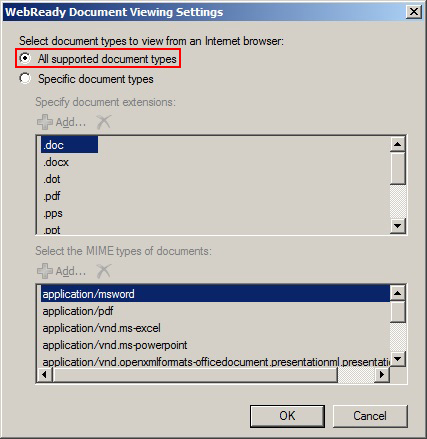 WebReady Document Viewing Settings
Select document types to view from an Internet browser:
All supported document types
Specific document types
Specify document extensions:
Add...
.doc
.docx
.dot
.pdf
.pps
.ppt
Select the MIME types of documents:
Add...
application/msword
application/pdf
application/vnd.ms-excel
application/vnd.ms-powerpoint
application/vnd.openxmlformats-officedocument.presentationml.presentatio
OK
Cancel